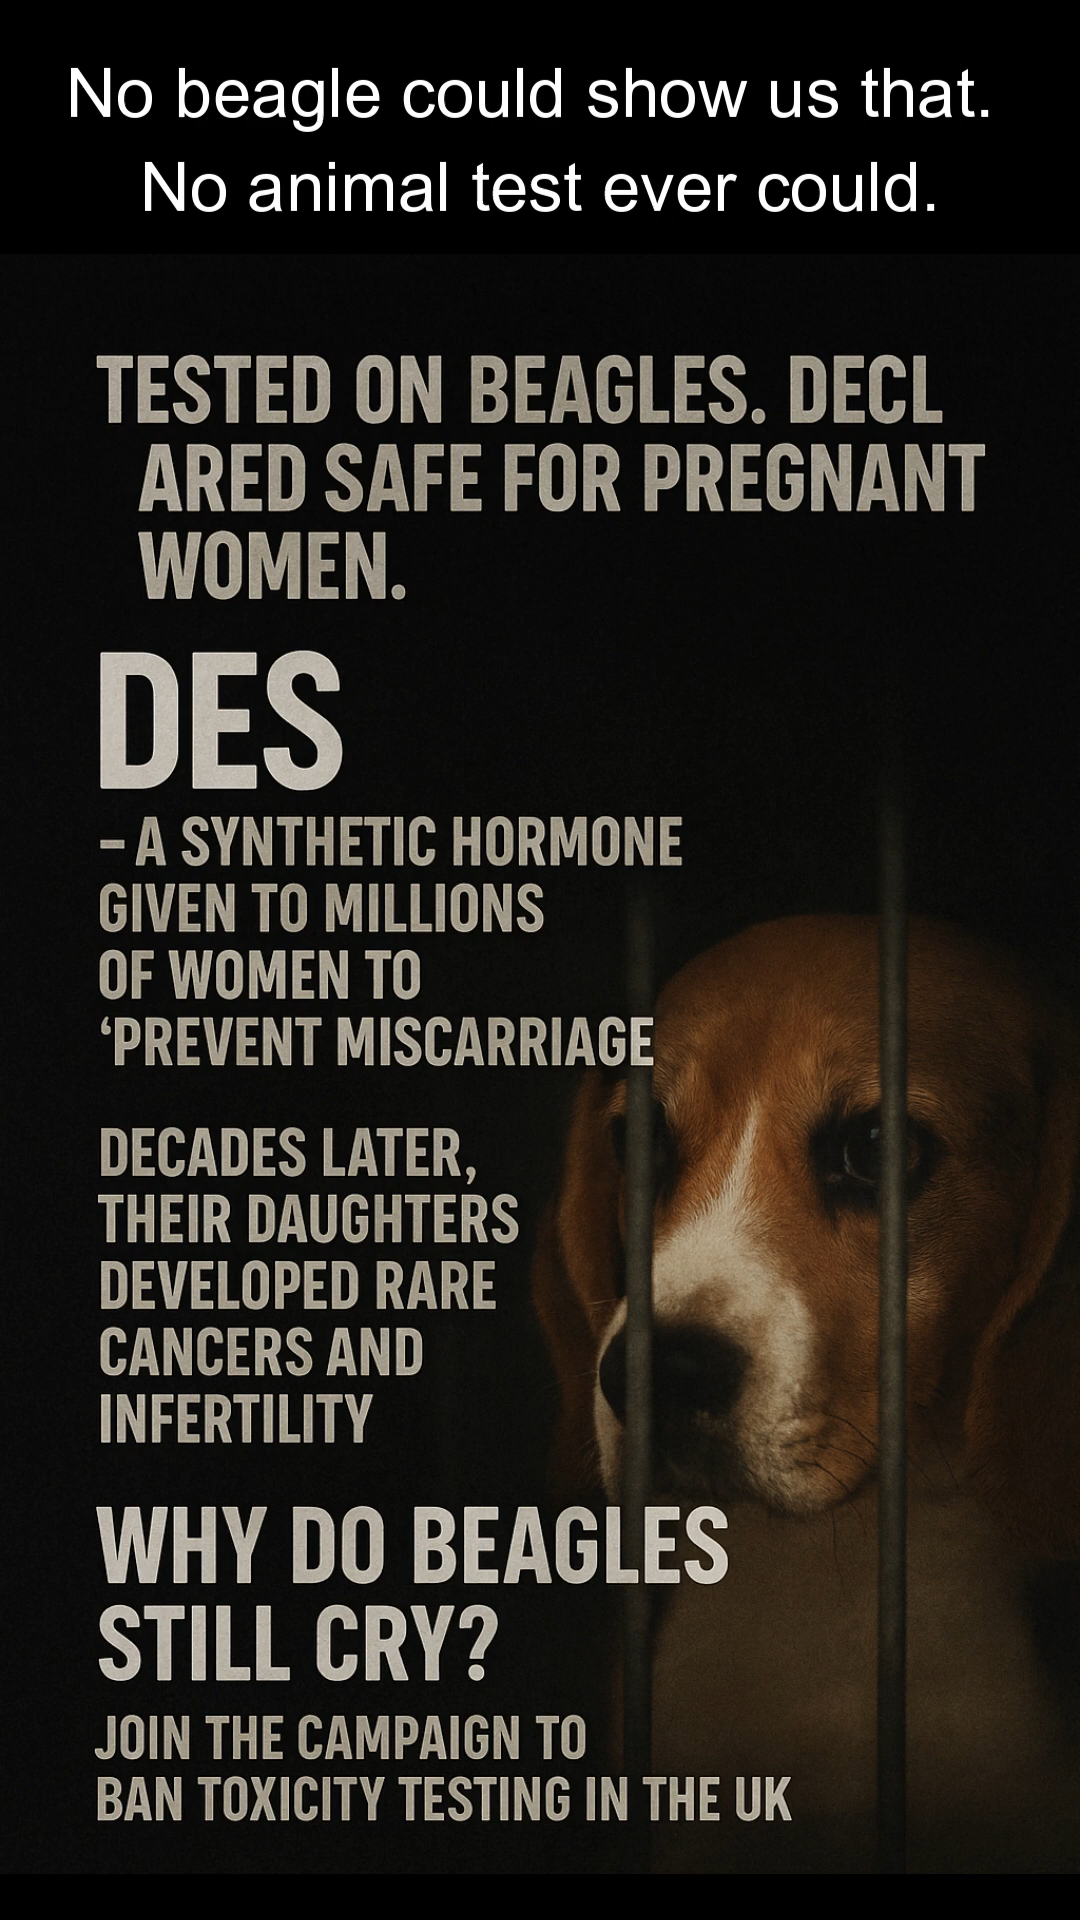 No beagle could show us that.
No animal test ever could.
TESTED ON BEAGLES. DECL
ARED SAFE FOR PREGNANT
WOMEN.
DES
– A SYNTHETIC HORMONE
GIVEN TO MILLIONS
OF WOMEN TO
‘PREVENT MISCARRIAGE
DECADES LATER,
THEIR DAUGHTERS
DEVELOPED RARE
CANCERS AND
INFERTILITY
WHY DO BEAGLES
STILL CRY?
JOIN THE CAMPAIGN TO
BAN TOXICITY TESTING IN THE UK